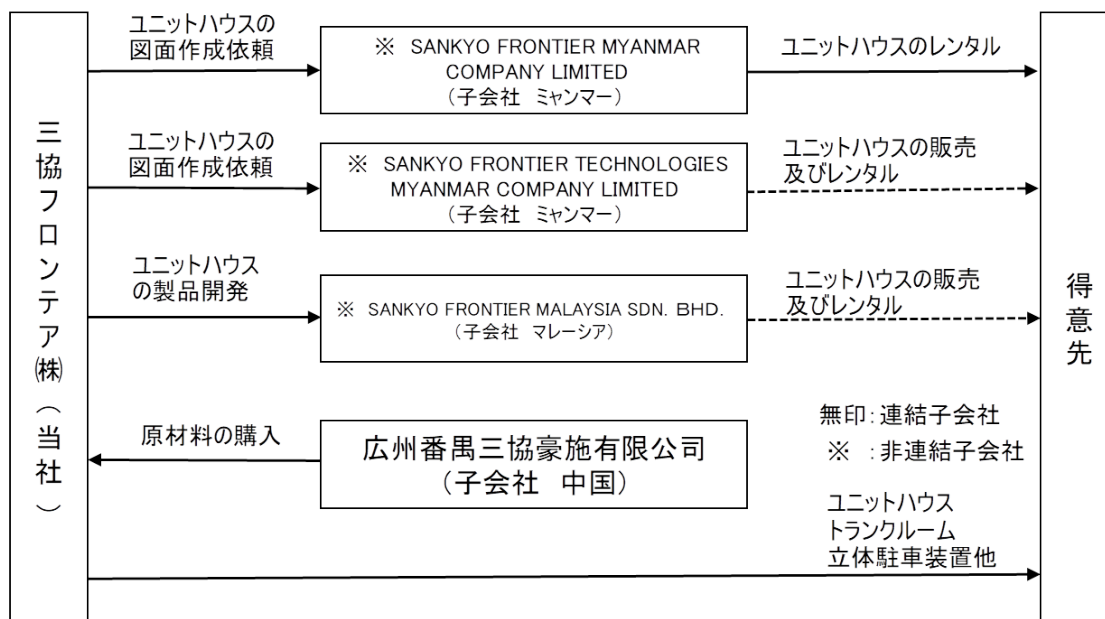 三協フロンテア㈱（当社）
ユニットハウスの
図面作成依頼
※ SANKYO FRONTIER MYANMAR
COMPANY LIMITED
（子会社 ミャンマー）
ユニットハウスのレンタル
ユニットハウスの
図面作成依頼
※ SANKYO FRONTIER TECHNOLOGIES
MYANMAR COMPANY LIMITED
（子会社 ミャンマー）
ユニットハウスの販売
及びレンタル
ユニットハウス
の製品開発
※ SANKYO FRONTIER MALAYSIA SDN. BHD.
（子会社 マレーシア）
ユニットハウスの販売
及びレンタル
原材料の購入
広州番禺三協豪施有限公司
（子会社 中国）
無印：連結子会社
※ ：非連結子会社
ユニットハウス
トランクルーム
立体駐車装置他
得意先